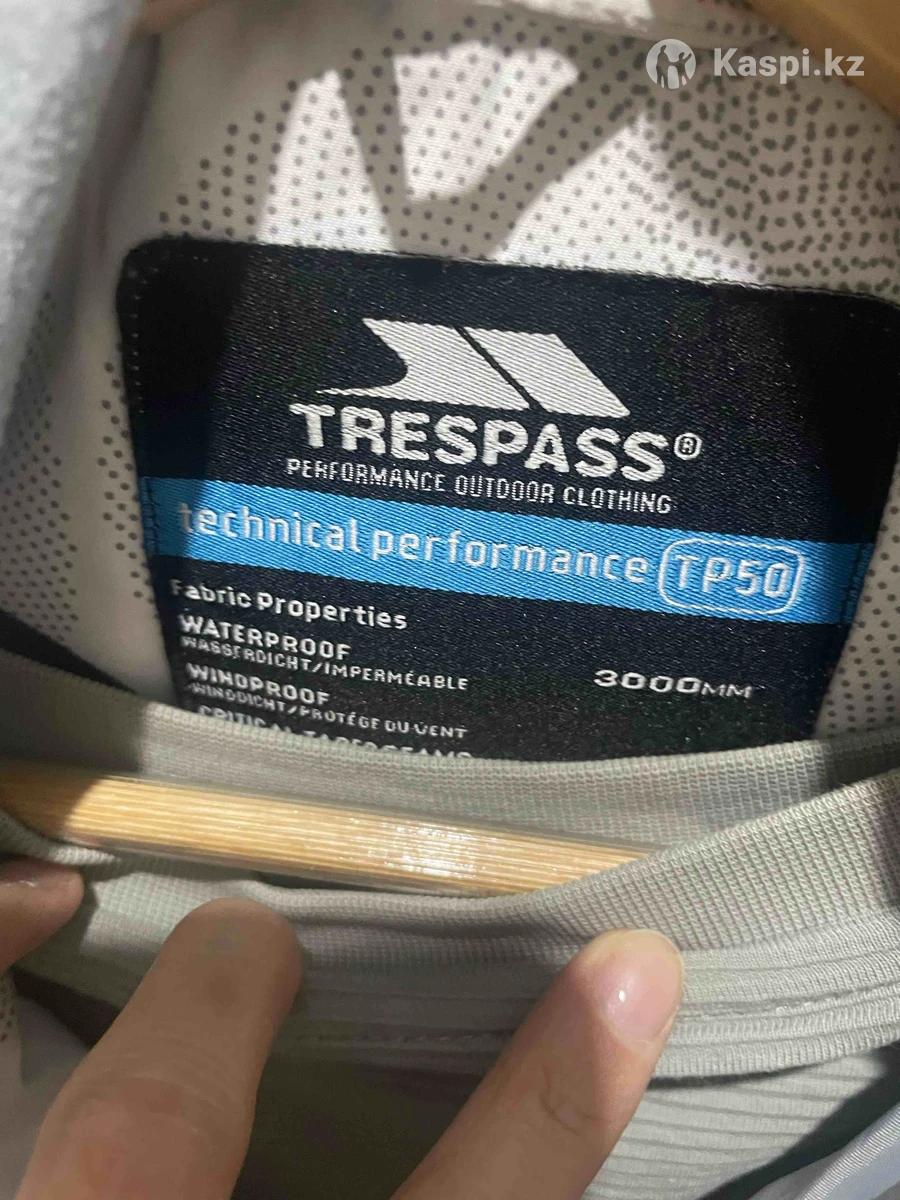 Kaspi.kz
TRESPASS®
PERFORMANCE OUTDOOR CLOTHING
technical performance TP50
Fabric Properties
WATERPROOF
WASSERDICHT/IMPERMÉABLE 3000MM
WINDPROOF
WINDDICHT/PROTÉGE DU VENT